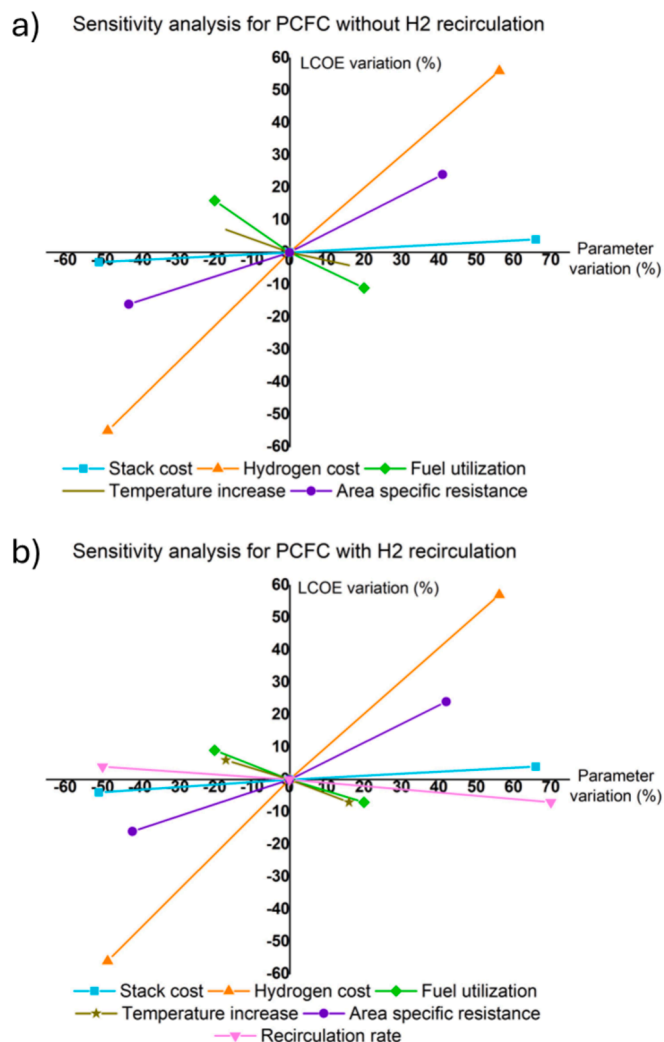 a)
Sensitivity analysis for PCFC without H2 recirculation
LCOE variation (%)
60
50
40
30
20
10
0
-60 -50 -40 -30 -20 -10 10 20 30 40 50 60 70
Parameter
variation (%)
-10
-20
-30
-40
-50
-60
Stack cost Hydrogen cost Fuel utilization
Temperature increase Area specific resistance
b)
Sensitivity analysis for PCFC with H2 recirculation
LCOE variation (%)
60
50
40
30
20
10
0
-60 -50 -40 -30 -20 -10 10 20 30 40 50 60 70
Parameter
variation (%)
-10
-20
-30
-40
-50
-60
Stack cost Hydrogen cost Fuel utilization
Temperature increase Area specific resistance
Recirculation rate